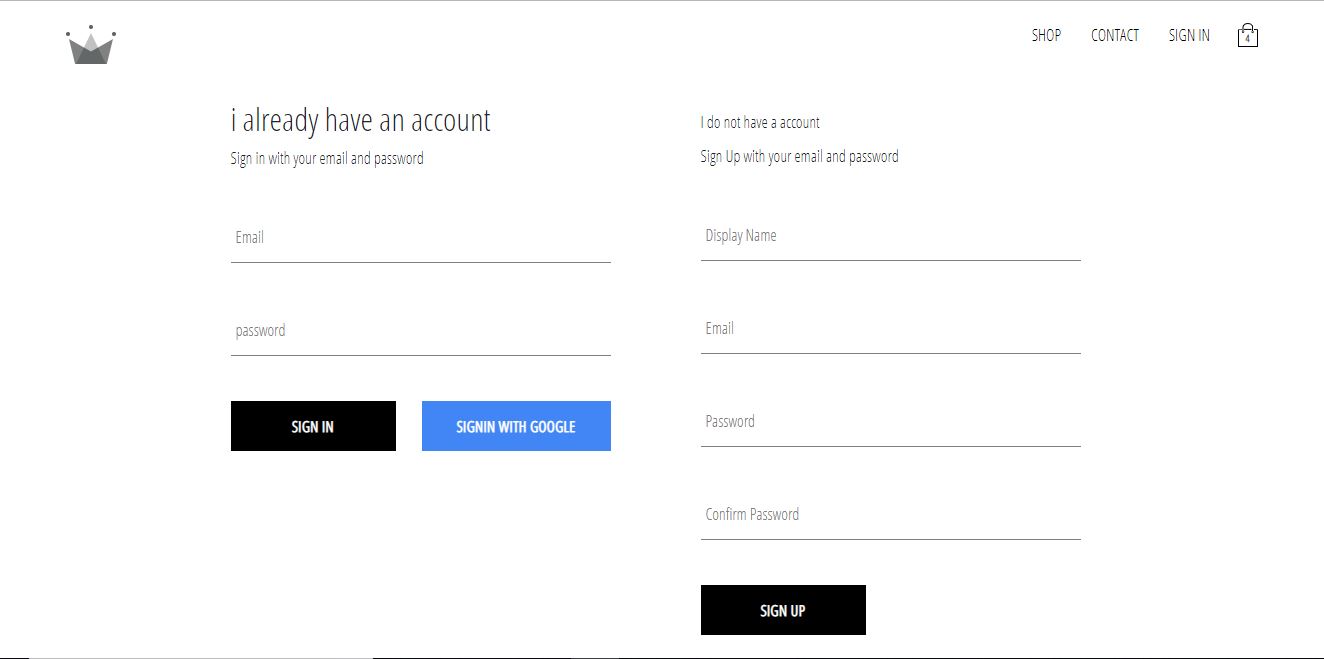 SHOP CONTACT SIGN IN 4
i already have an account
Sign in with your email and password
Email
password
SIGN IN SIGNIN WITH GOOGLE
I do not have a account
Sign Up with your email and password
Display Name
Email
Password
Confirm Password
SIGN UP